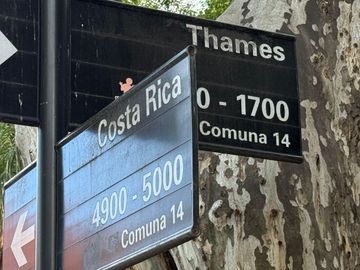 Thames
0 - 1700
Comuna 14
Costa Rica
4900 - 5000
Comuna 14